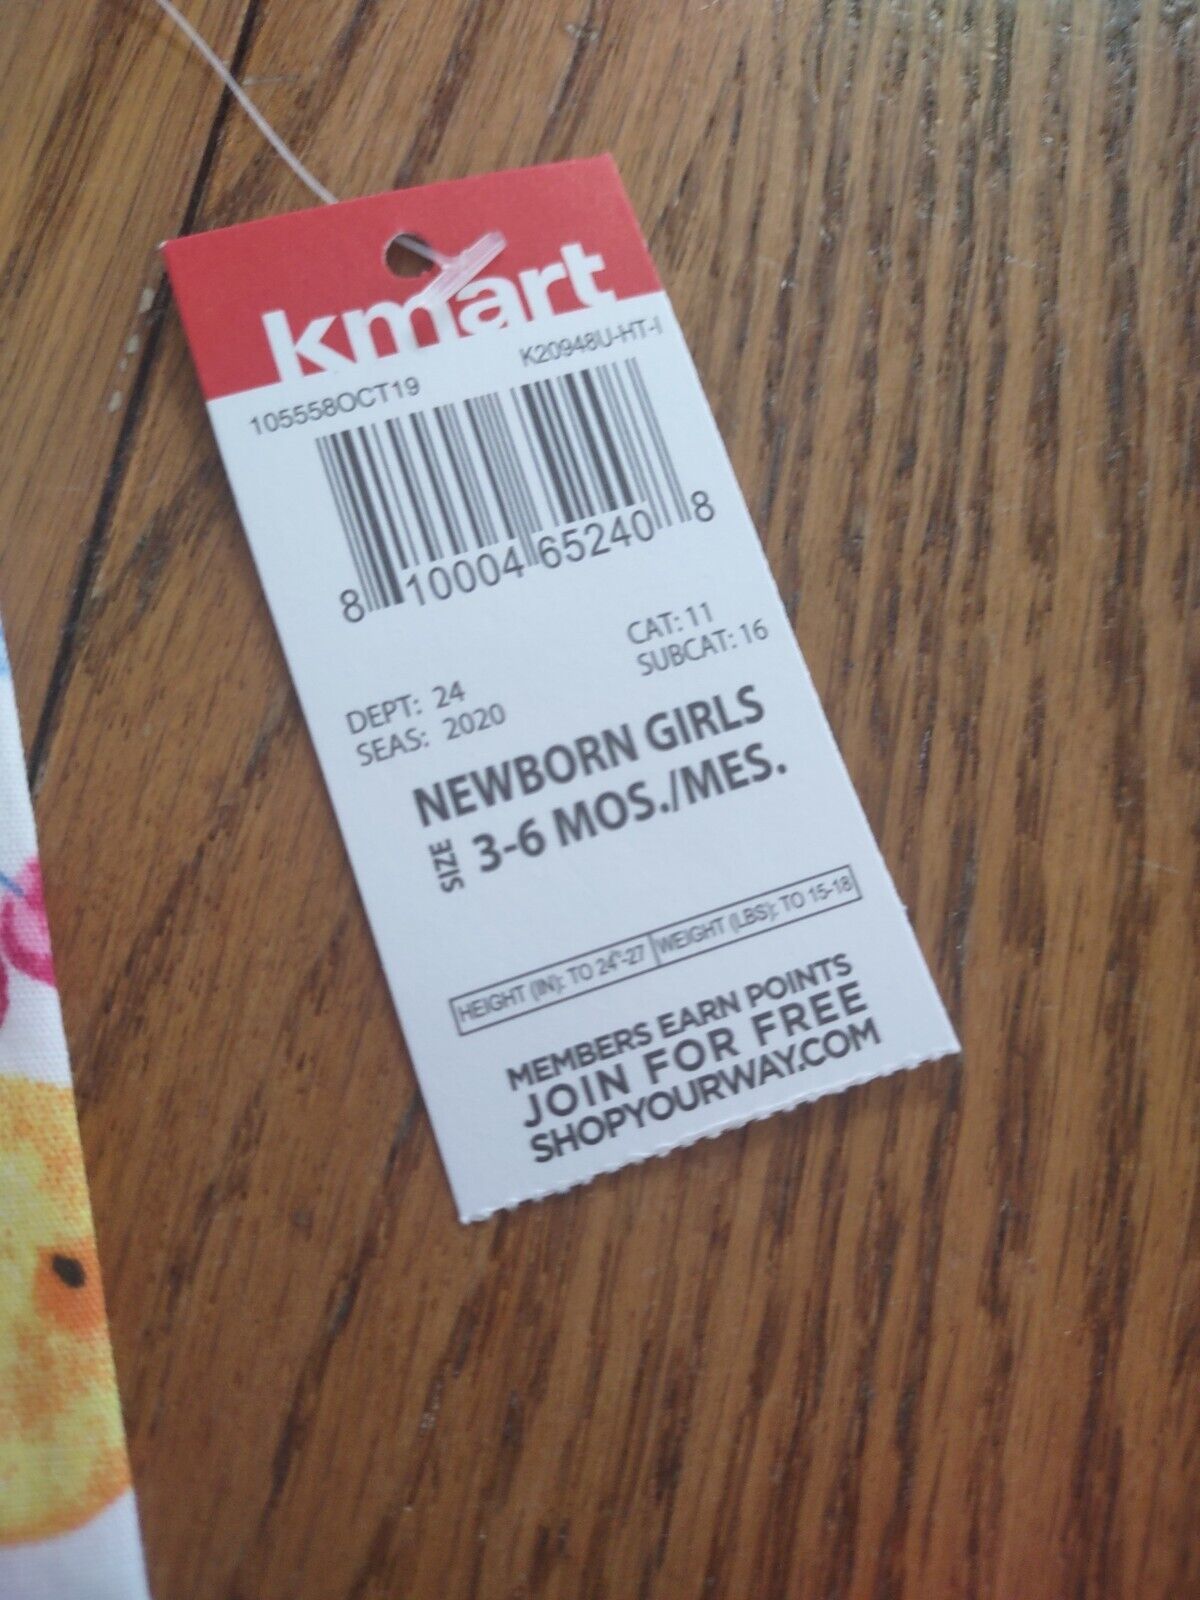 kmart
105558OCT19 K20948U-HT-I
8 10004 65240 8
CAT: 11
SUBCAT: 16
DEPT: 24
SEAS: 2020
NEWBORN GIRLS
SIZE 3-6 MOS./MES.
HEIGHT (IN): TO 24"-27 WEIGHT (LBS): TO 15-18
MEMBERS EARN POINTS
JOIN FOR FREE
SHOPYOURWAY.COM